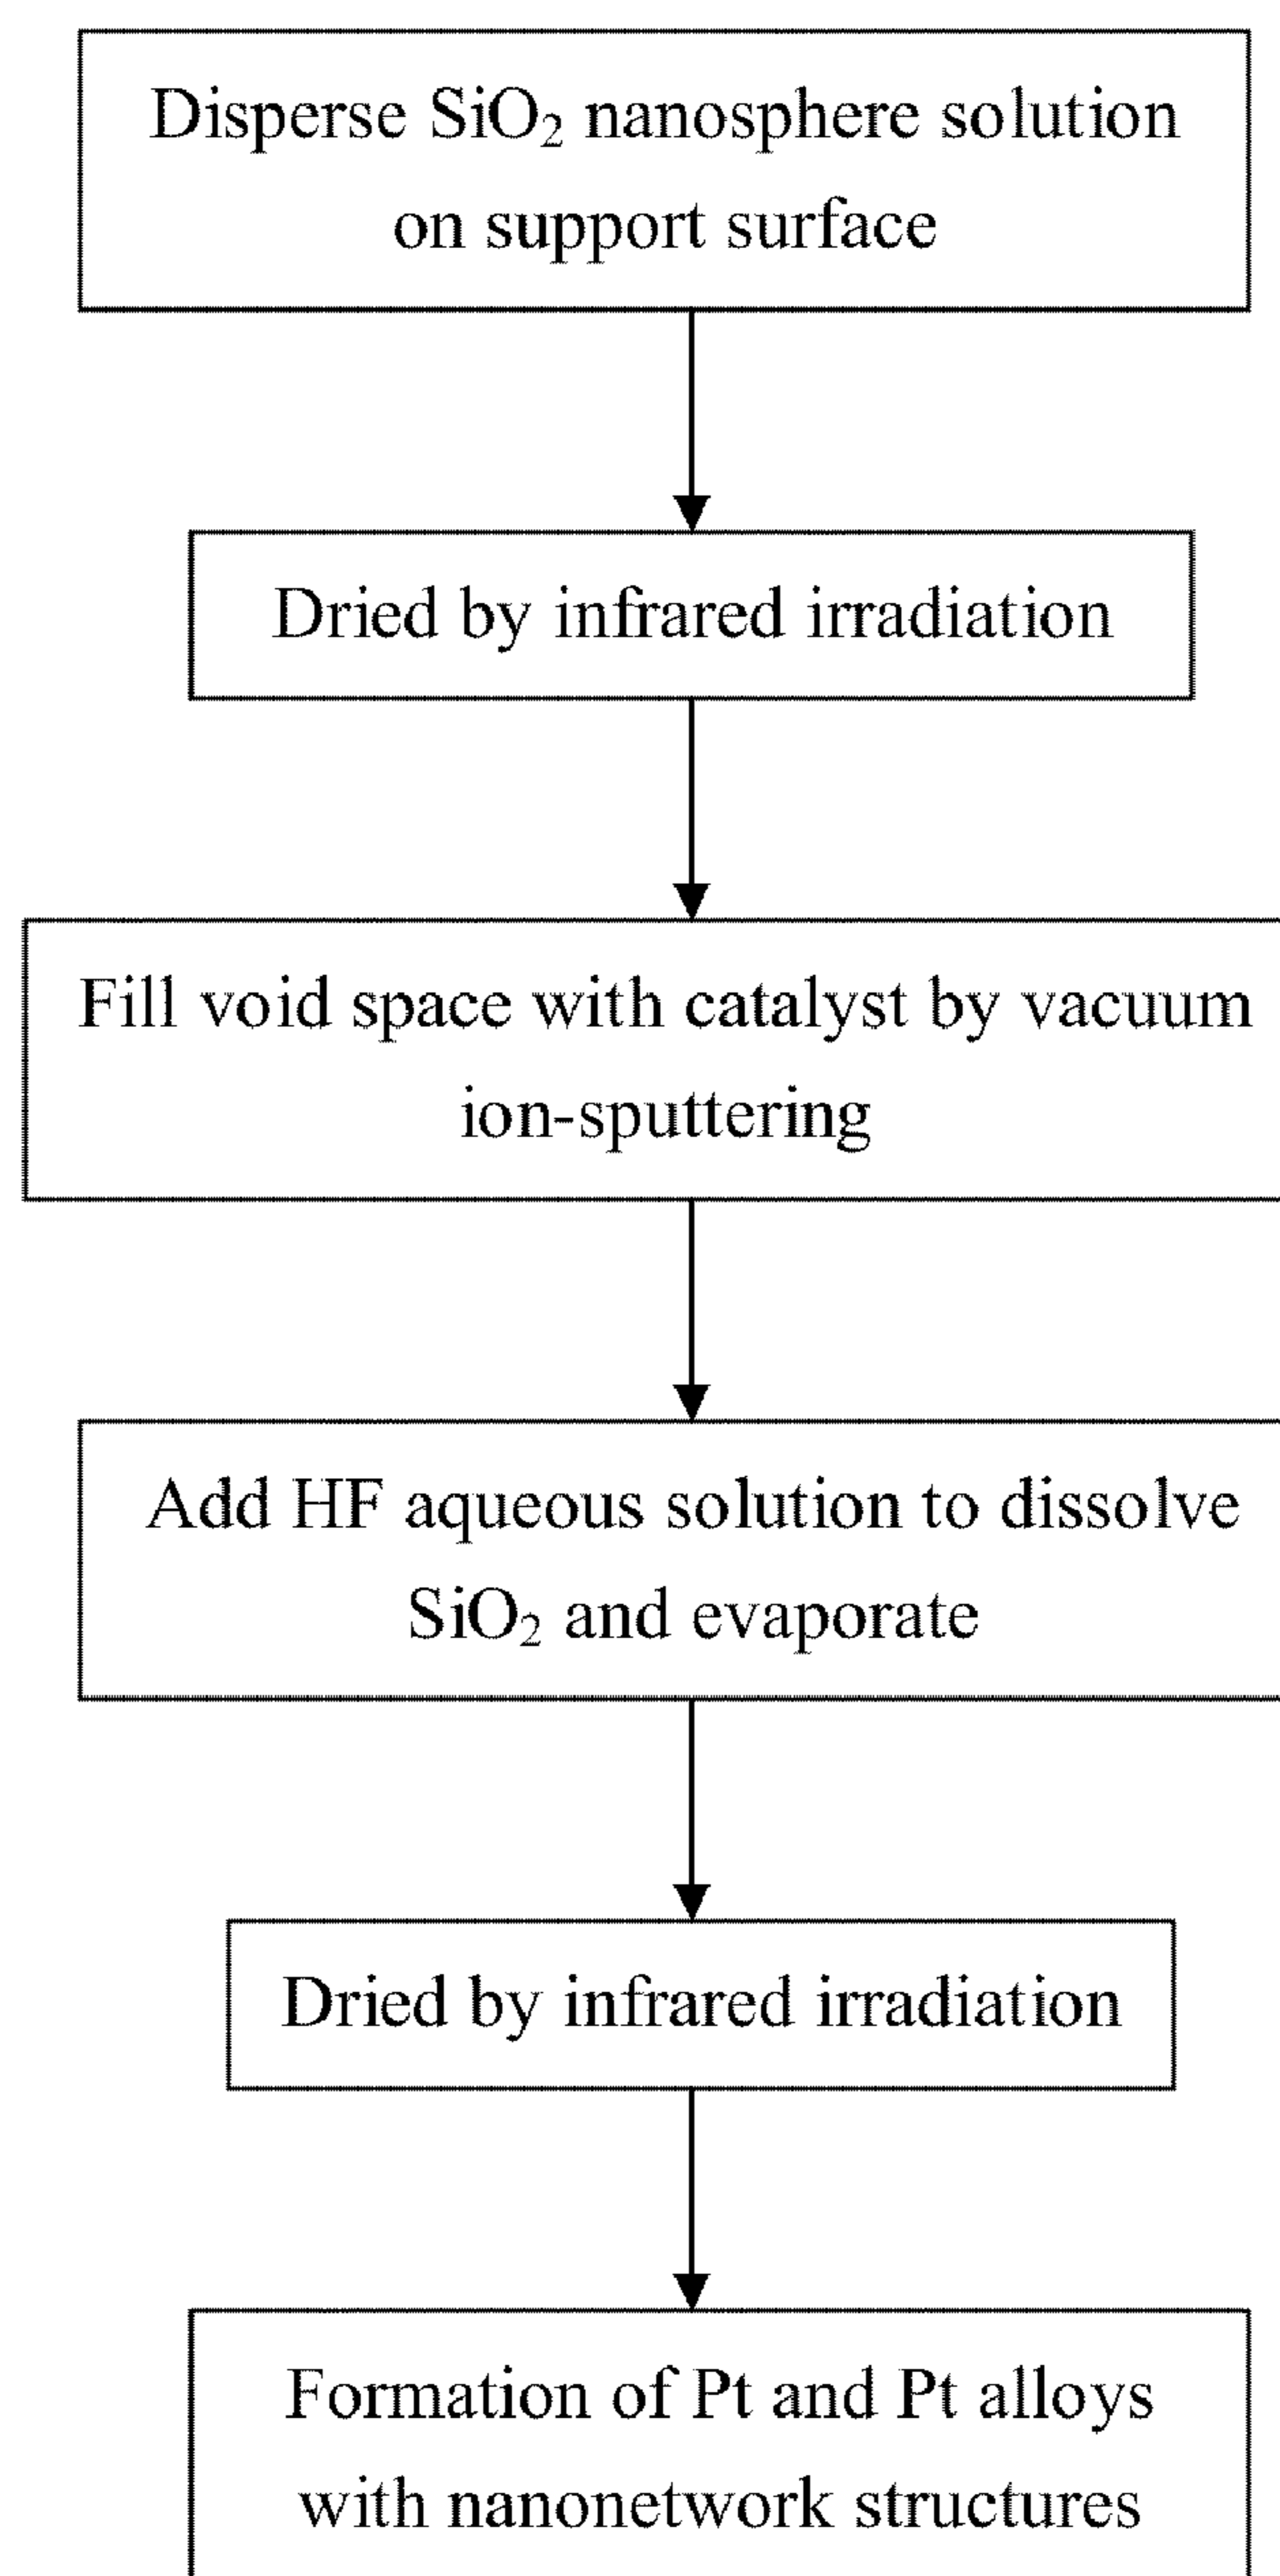 Disperse SiO₂ nanosphere solution
on support surface
Dried by infrared irradiation
Fill void space with catalyst by vacuum
ion-sputtering
Add HF aqueous solution to dissolve
SiO₂ and evaporate
Dried by infrared irradiation
Formation of Pt and Pt alloys
with nanonetwork structures